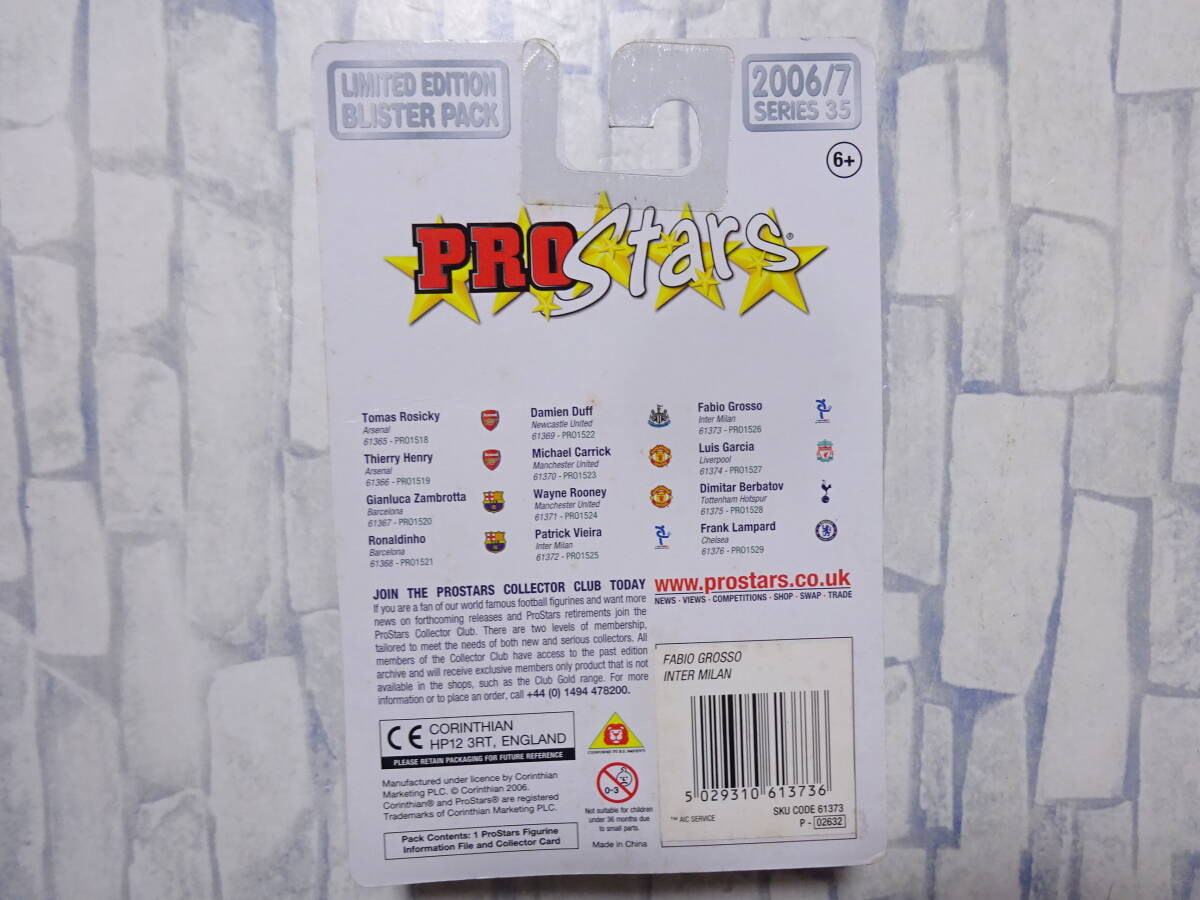 LIMITED EDITION
BLISTER PACK
2006/7
SERIES 35
6+
PROStars®
Tomas Rosicky
Arsenal
61365 - PRO1518
Thierry Henry
Arsenal
61366 - PRO1519
Gianluca Zambrotta
Barcelona
61367 - PRO1520
Ronaldinho
Barcelona
61368 - PRO1521
Damien Duff
Newcastle United
61369 - PRO1522
Michael Carrick
Manchester United
61370 - PRO1523
Wayne Rooney
Manchester United
61371 - PRO1524
Patrick Vieira
Inter Milan
61372 - PRO1525
Fabio Grosso
Inter Milan
61373 - PRO1526
Luis Garcia
Liverpool
61374 - PRO1527
Dimitar Berbatov
Tottenham Hotspur
61375 - PRO1528
Frank Lampard
Chelsea
61376 - PRO1529
JOIN THE PROSTARS COLLECTOR CLUB TODAY
If you are a fan of our world famous football figurines and want more
news on forthcoming releases and ProStars retirements join the
ProStars Collector Club. There are two levels of membership,
tailored to meet the needs of both new and serious collectors. All
members of the Collector Club have access to the past edition
archive and will receive exclusive members only product that is not
available in the shops, such as the Club Gold range. For more
information or to place an order, call +44 (0) 1494 478200.
www.prostars.co.uk
NEWS · VIEWS · COMPETITIONS · SHOP · SWAP · TRADE
CE CORINTHIAN
HP12 3RT, ENGLAND
PLEASE RETAIN PACKAGING FOR FUTURE REFERENCE
Manufactured under licence by Corinthian
Marketing PLC. © Corinthian 2006.
Corinthian® and ProStars® are registered
Trademarks of Corinthian Marketing PLC.
Pack Contents: 1 ProStars Figurine
Information File and Collector Card
0-3
Not suitable for children
under 36 months due
to small parts.
Made in China
FABIO GROSSO
INTER MILAN
5 029310 613736
SKU CODE 61373
™ AIC SERVICE
P - 02632